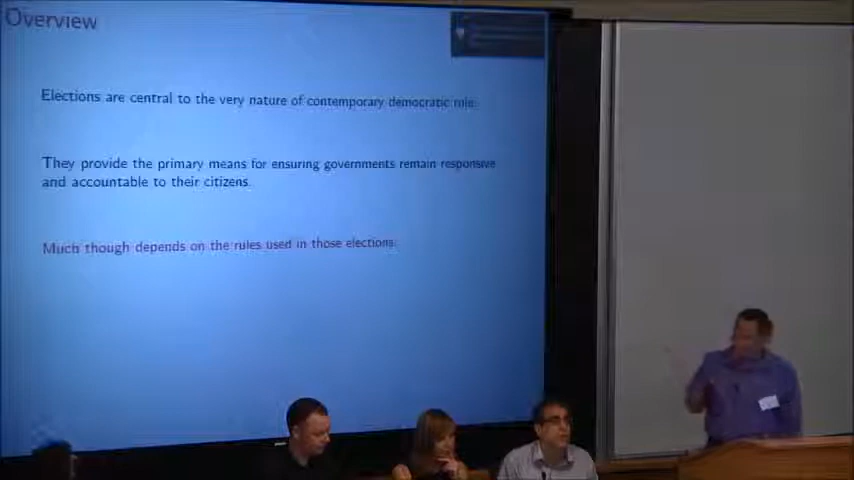 Overview
Elections are central to the very nature of contemporary democratic rule.
They provide the primary means for ensuring governments remain responsive
and accountable to their citizens.
Much though depends on the rules used in those elections.